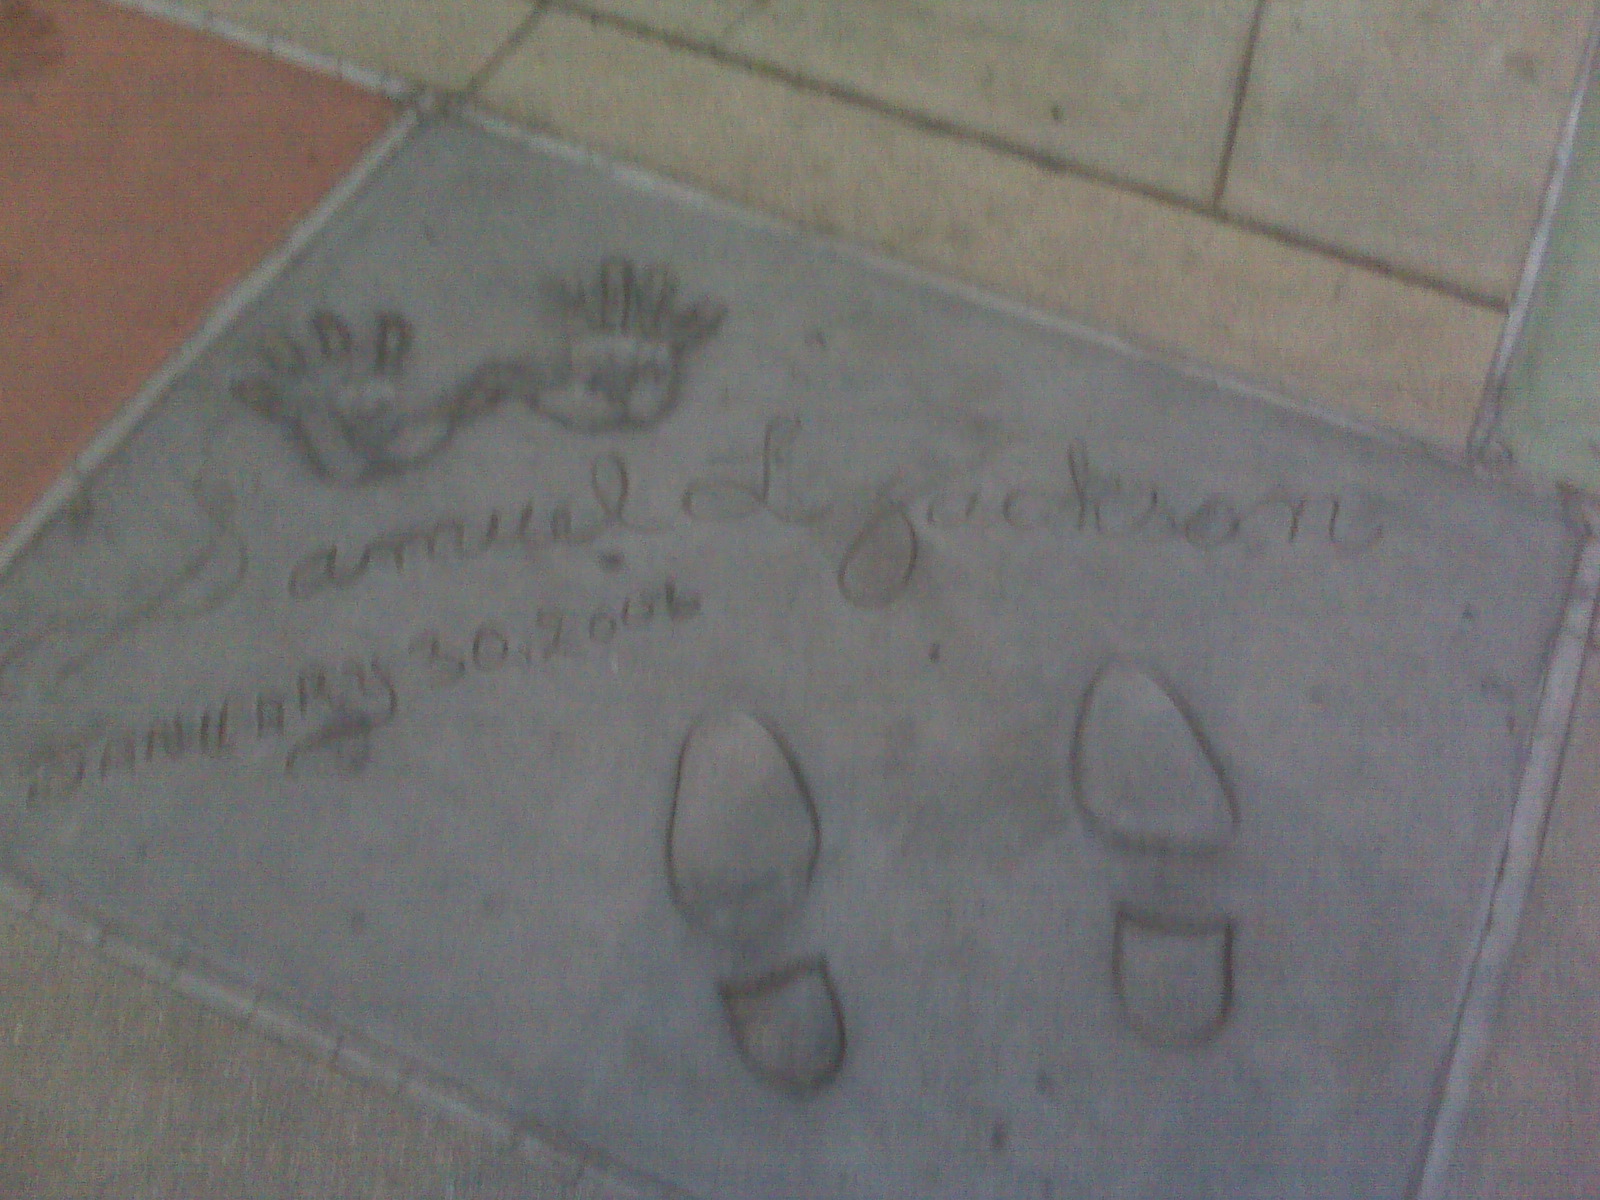 Samuel L Jackson
JANUARY 30, 2006